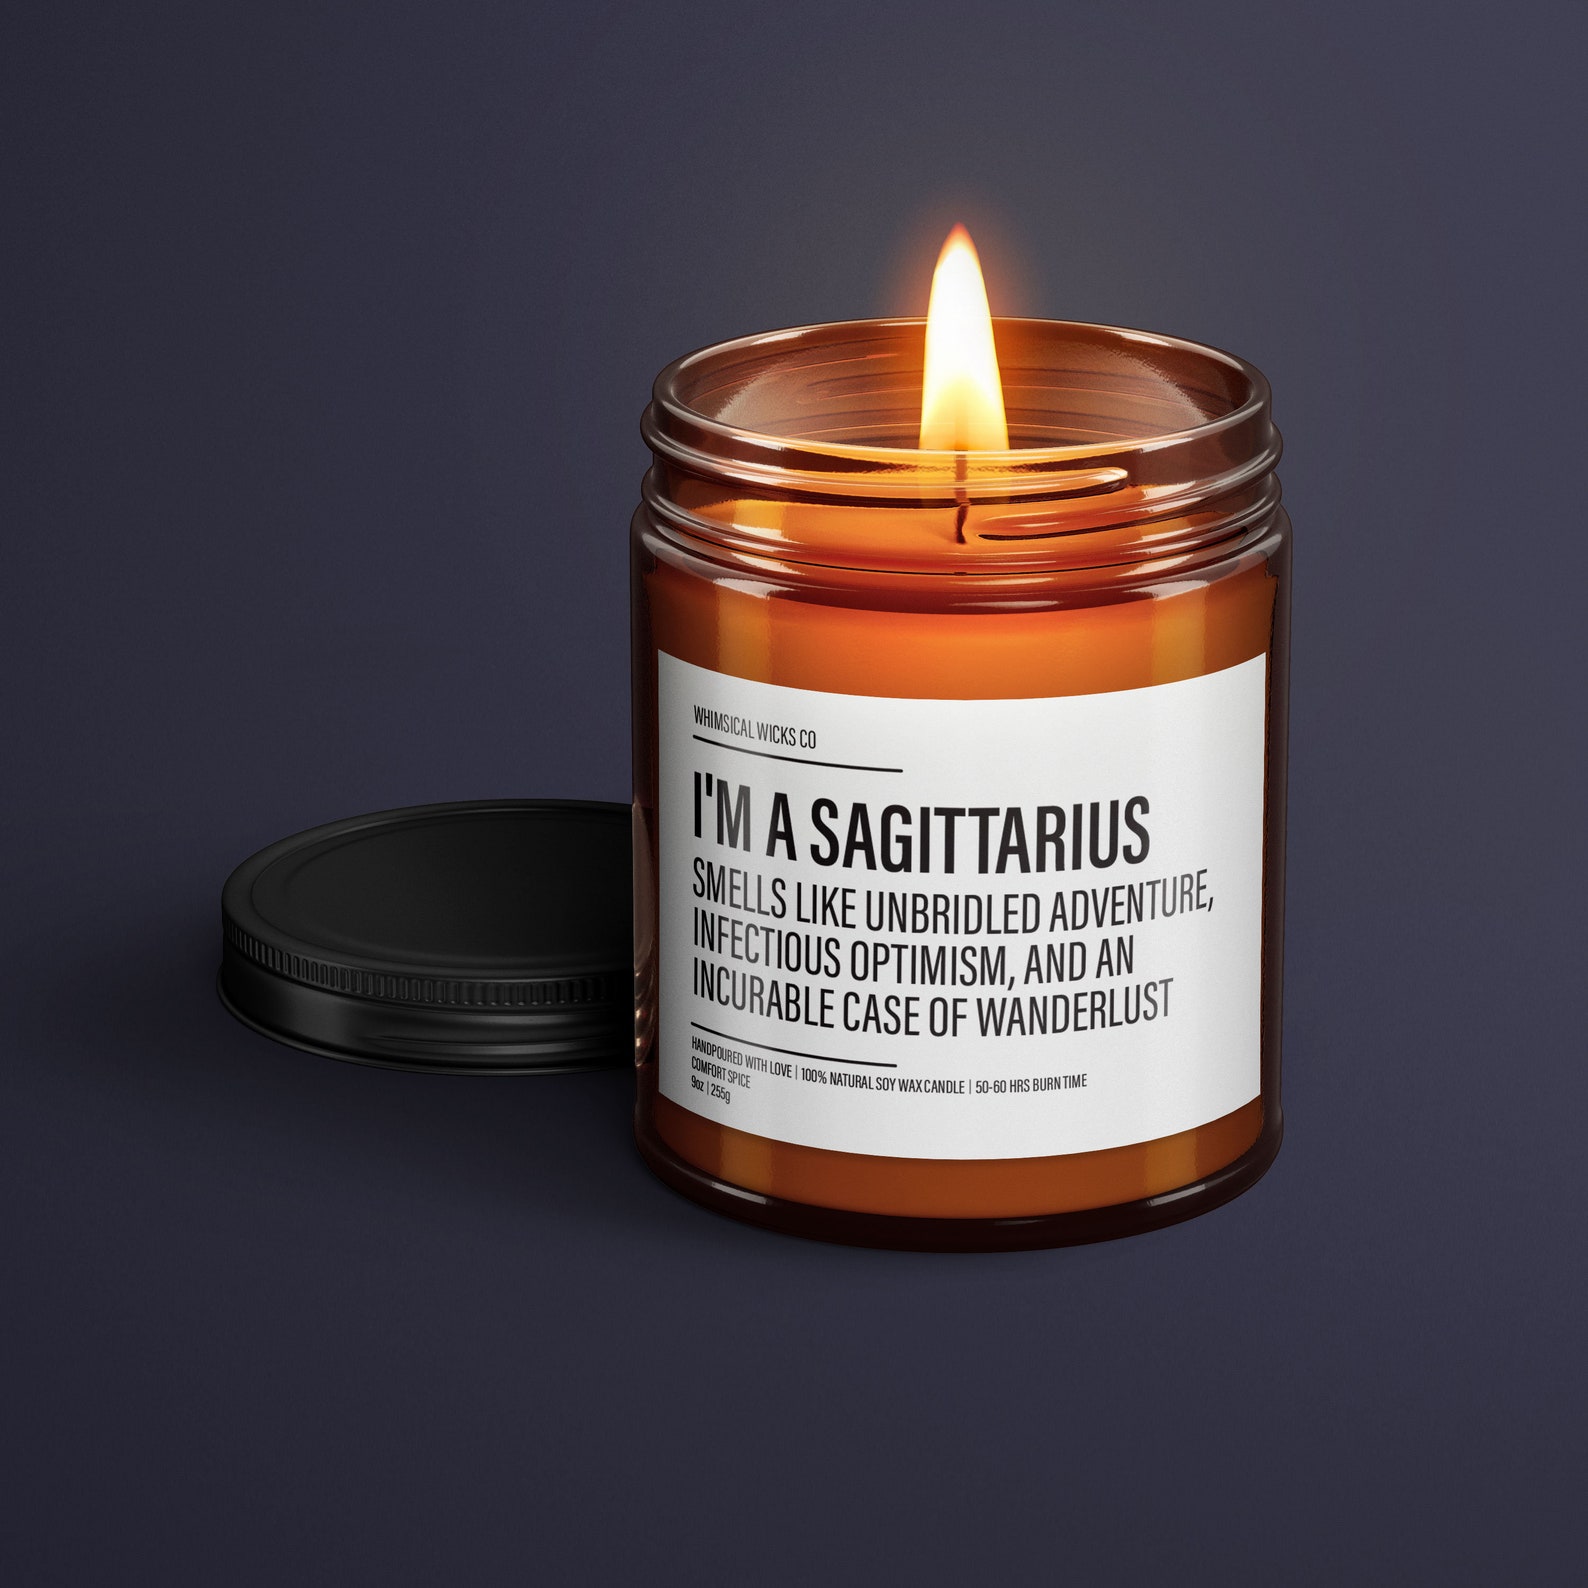 WHIMSICAL WICKS CO
I'M A SAGITTARIUS
SMELLS LIKE UNBRIDLED ADVENTURE,
INFECTIOUS OPTIMISM, AND AN
INCURABLE CASE OF WANDERLUST
HANDPOURED WITH LOVE | 100% NATURAL SOY WAX CANDLE | 50-60 HRS BURN TIME
COMFORT SPICE
9oz | 255g